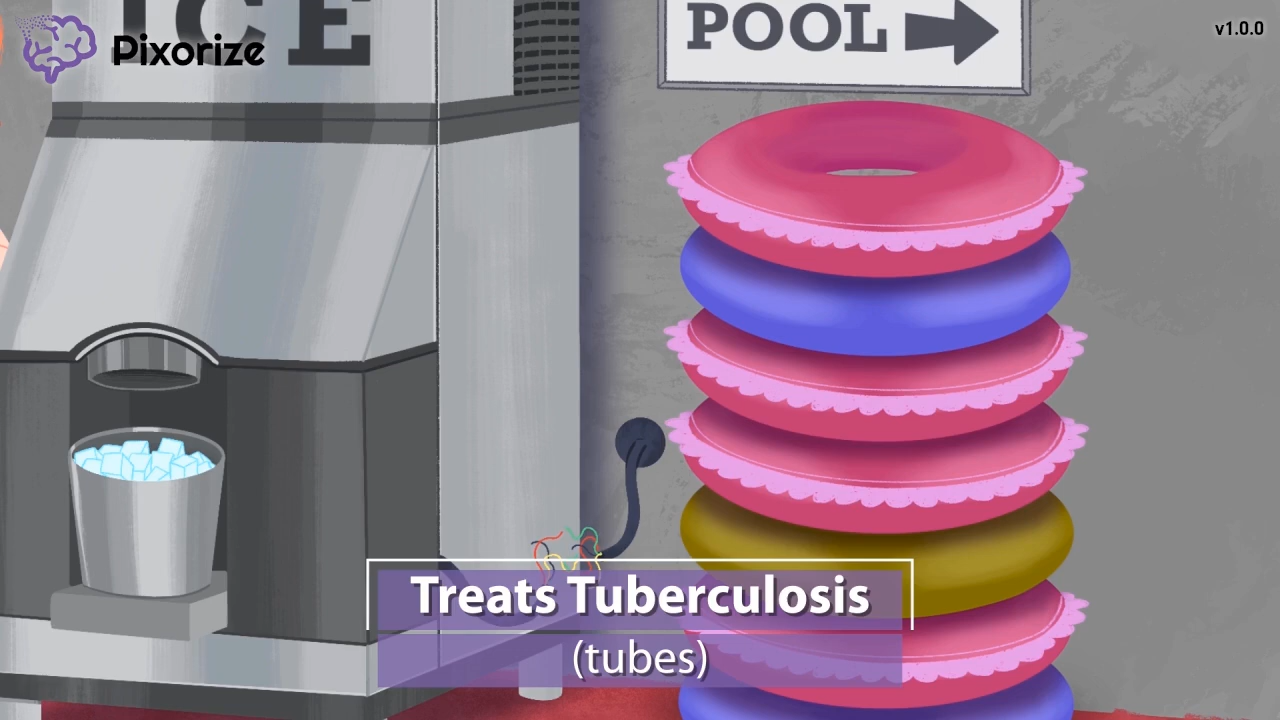 ICE
Pixorize
POOL
v1.0.0
Treats Tuberculosis
(tubes)